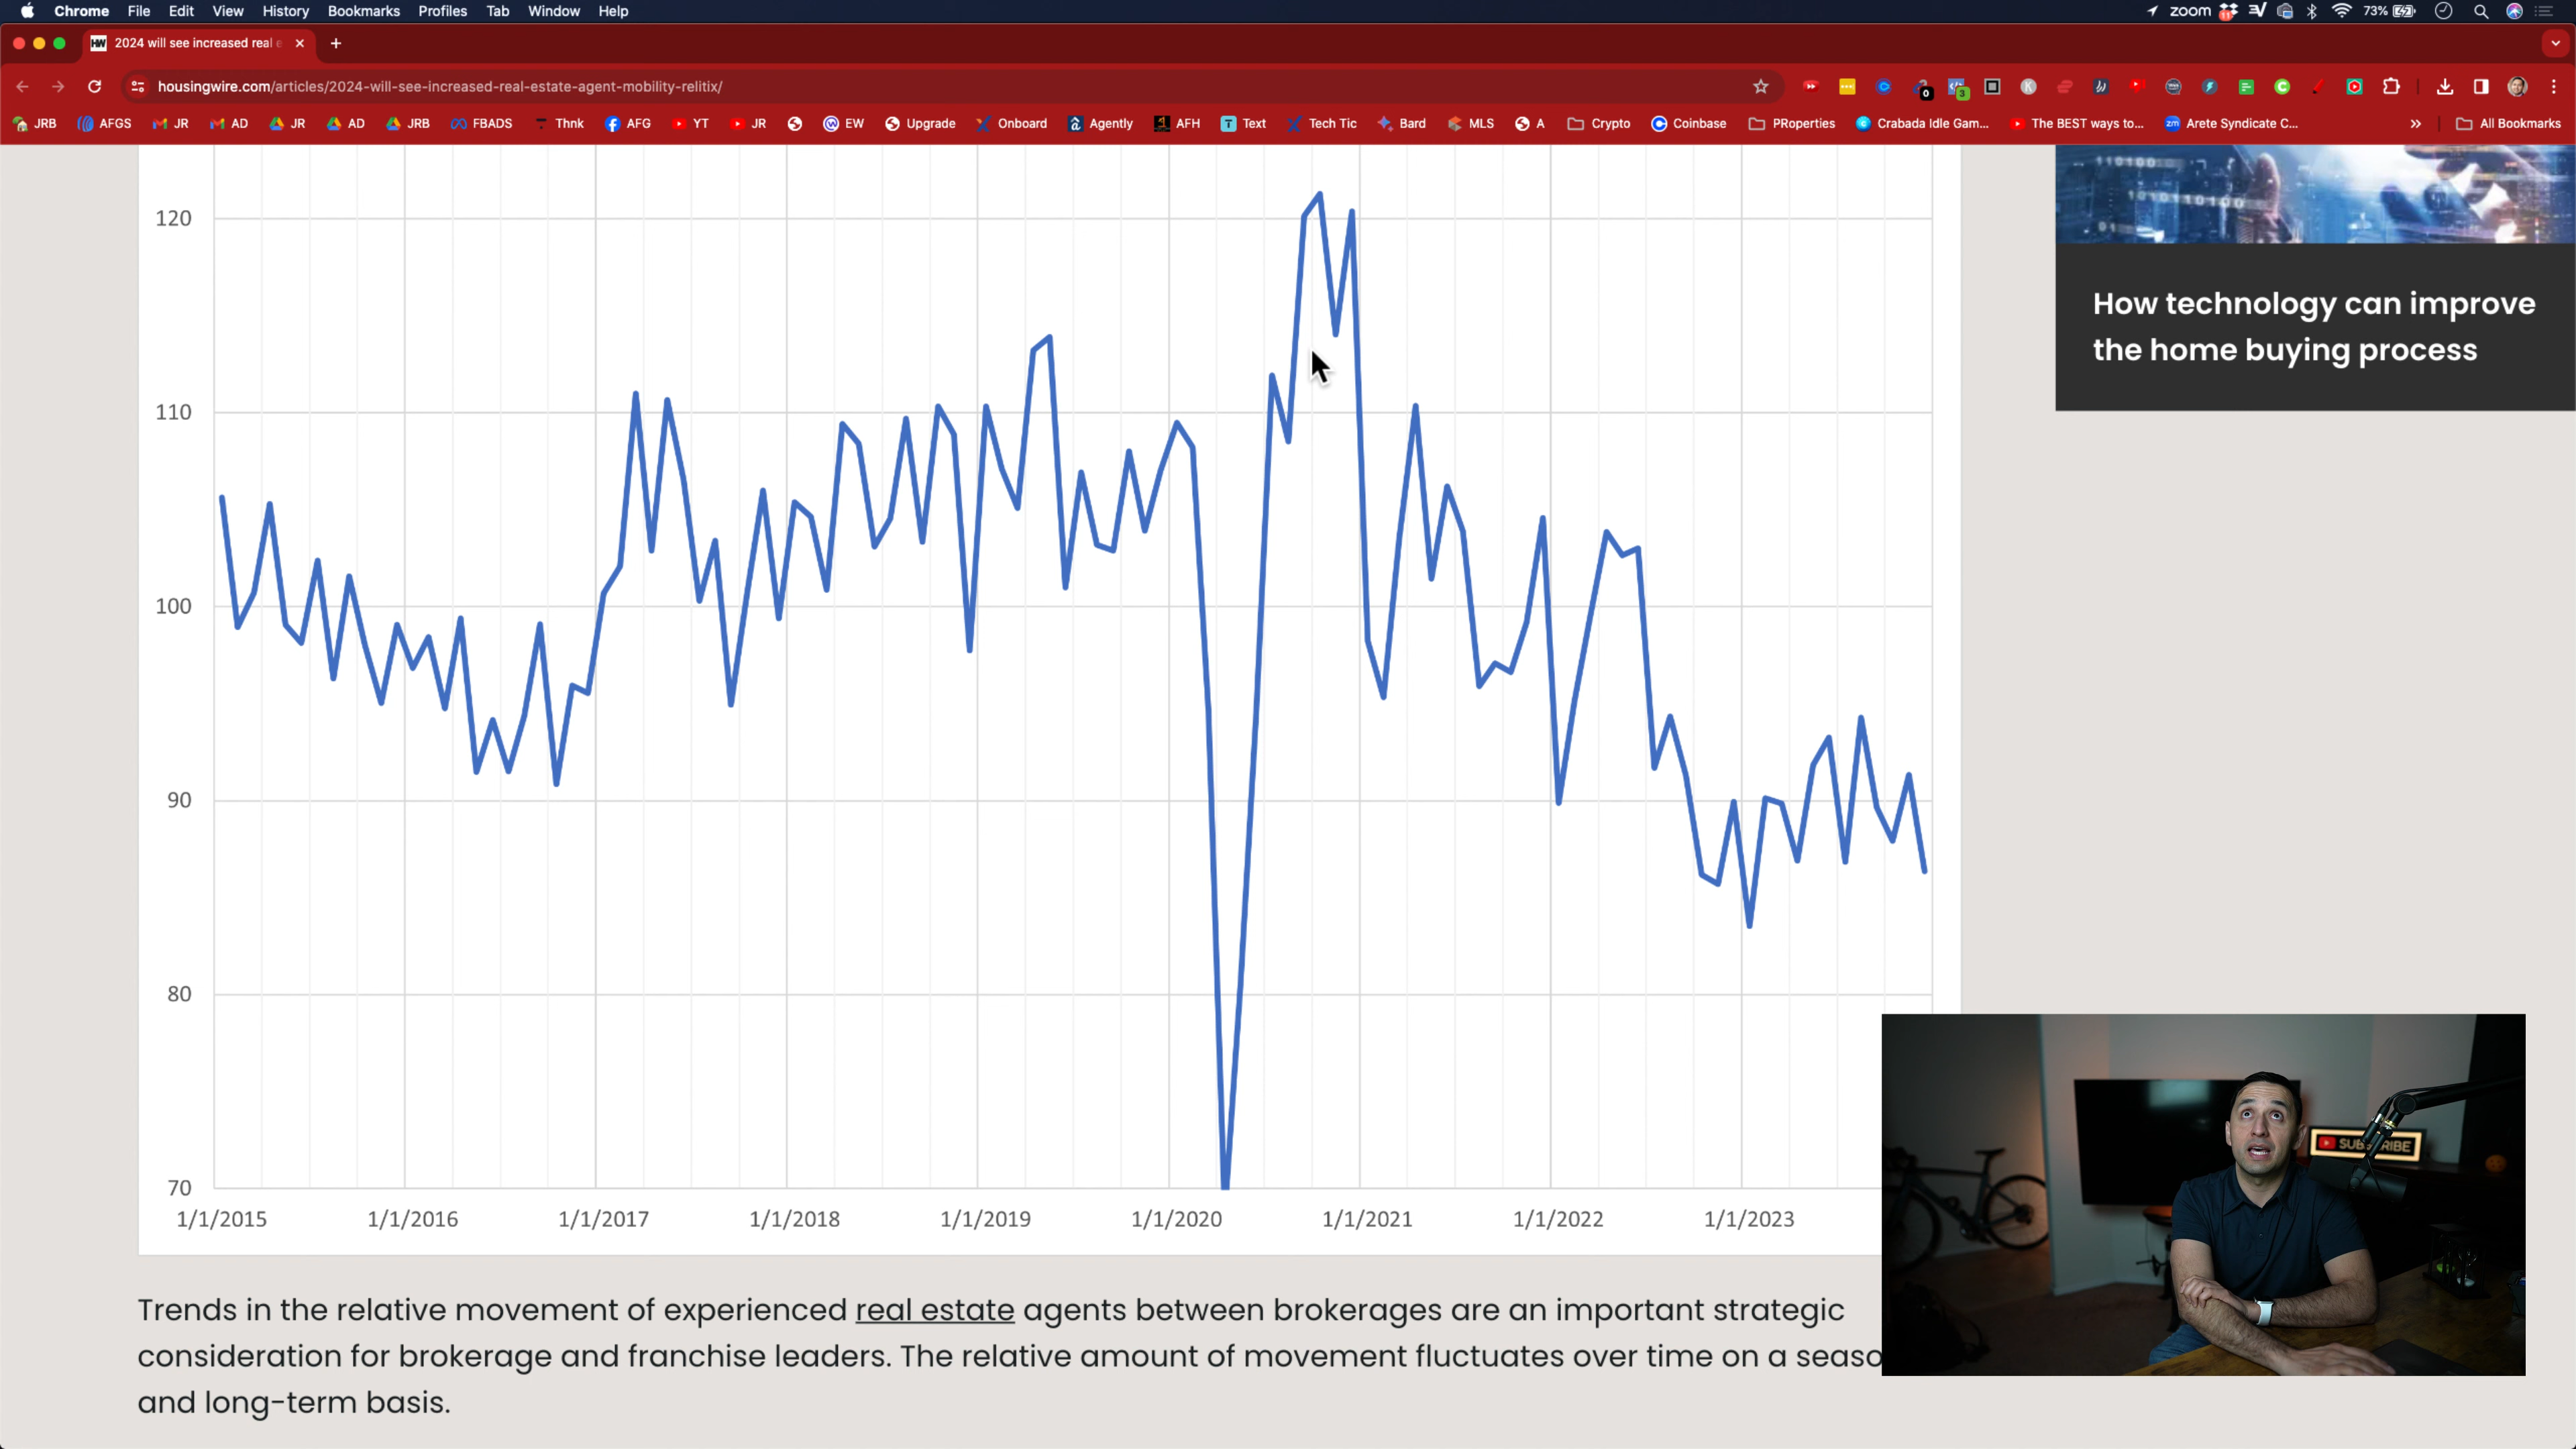 Chrome File Edit View History Bookmarks Profiles Tab Window Help
zoom 73%
HW 2024 will see increased real e
housingwire.com/articles/2024-will-see-increased-real-estate-agent-mobility-relitix/
0 3
JRB AFGS JR AD JR AD JRB FBADS Thnk AFG YT JR EW Upgrade Onboard Agently AFH Text Tech Tic Bard MLS A Crypto Coinbase PRoperties Crabada Idle Gam... The BEST ways to... Arete Syndicate C... All Bookmarks
120
110
100
90
80
70
1/1/2015 1/1/2016 1/1/2017 1/1/2018 1/1/2019 1/1/2020 1/1/2021 1/1/2022 1/1/2023
How technology can improve
the home buying process
SUBSCRIBE
Trends in the relative movement of experienced real estate agents between brokerages are an important strategic
consideration for brokerage and franchise leaders. The relative amount of movement fluctuates over time on a seaso
and long-term basis.